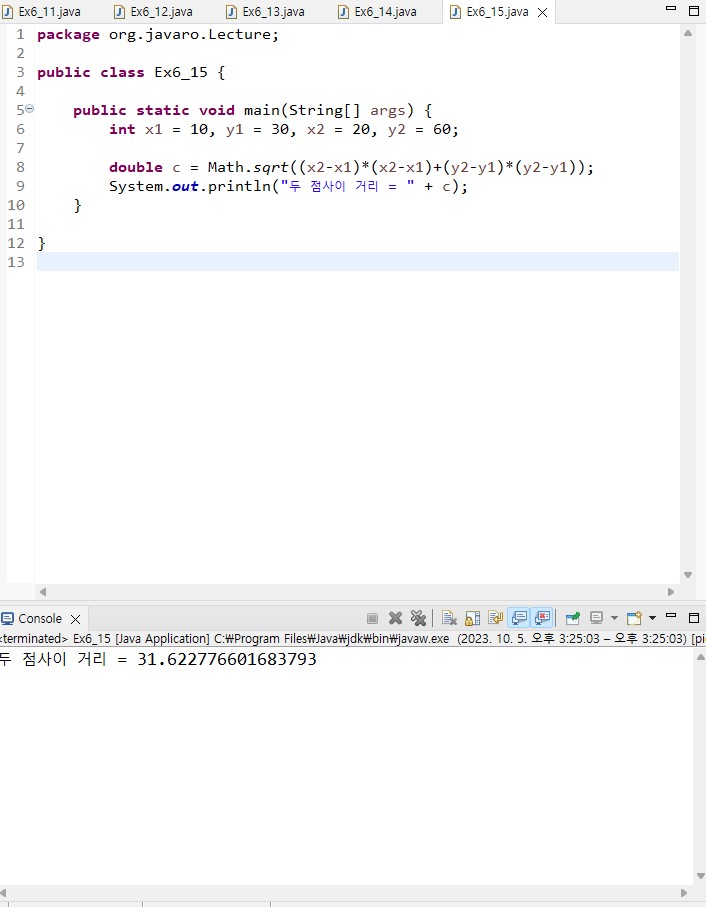 Ex6_11.java Ex6_12.java Ex6_13.java Ex6_14.java Ex6_15.java
1 package org.javaro.Lecture;
2
3 public class Ex6_15 {
4
5 public static void main(String[] args) {
6 int x1 = 10, y1 = 30, x2 = 20, y2 = 60;
7
8 double c = Math.sqrt((x2-x1)*(x2-x1)+(y2-y1)*(y2-y1));
9 System.out.println("두 점사이 거리 = " + c);
10 }
11
12 }
13
Console
<terminated> Ex6_15 [Java Application] C:₩Program Files₩Java₩jdk₩bin₩javaw.exe (2023. 10. 5. 오후 3:25:03 – 오후 3:25:03) [pi
두 점사이 거리 = 31.622776601683793